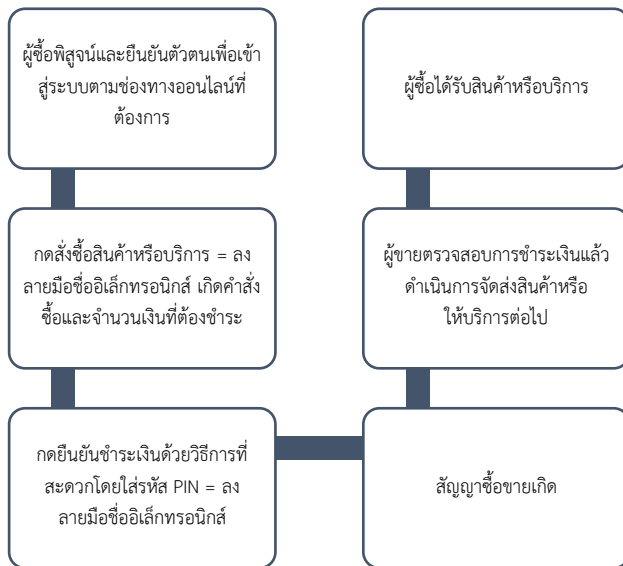 ผู้ซื้อพิสูจน์และยืนยันตัวตนเพื่อเข้า
สู่ระบบตามช่องทางออนไลน์ที่
ต้องการ
กดสั่งซื้อสินค้าหรือบริการ = ลง
ลายมือชื่ออิเล็กทรอนิกส์ เกิดคำสั่ง
ซื้อและจำนวนเงินที่ต้องชำระ
กดยืนยันชำระเงินด้วยวิธีการที่
สะดวกโดยใส่รหัส PIN = ลง
ลายมือชื่ออิเล็กทรอนิกส์
สัญญาซื้อขายเกิด
ผู้ขายตรวจสอบการชำระเงินแล้ว
ดำเนินการจัดส่งสินค้าหรือ
ให้บริการต่อไป
ผู้ซื้อได้รับสินค้าหรือบริการ